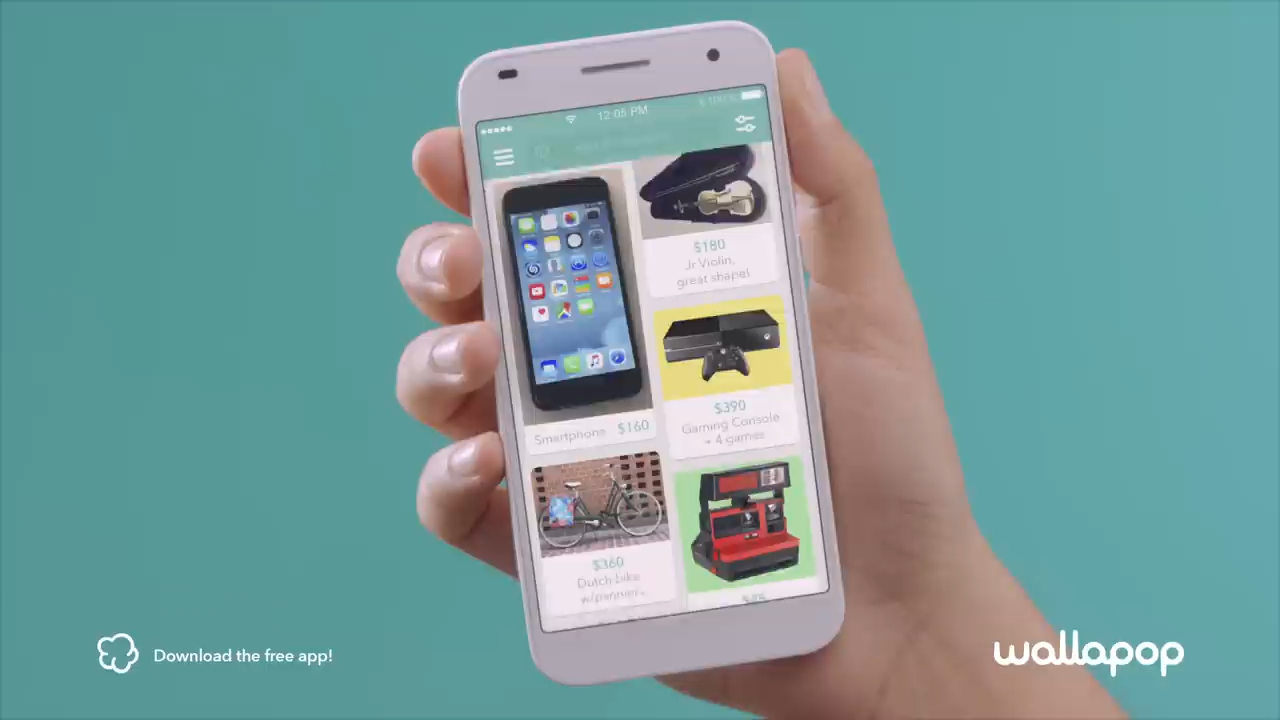 12:05 PM
$180
Jr Violin,
great shape!
Smartphone $160
$390
Gaming Console
+ 4 games
$360
Dutch bike
w/pannier..
Download the free app!
wallapop